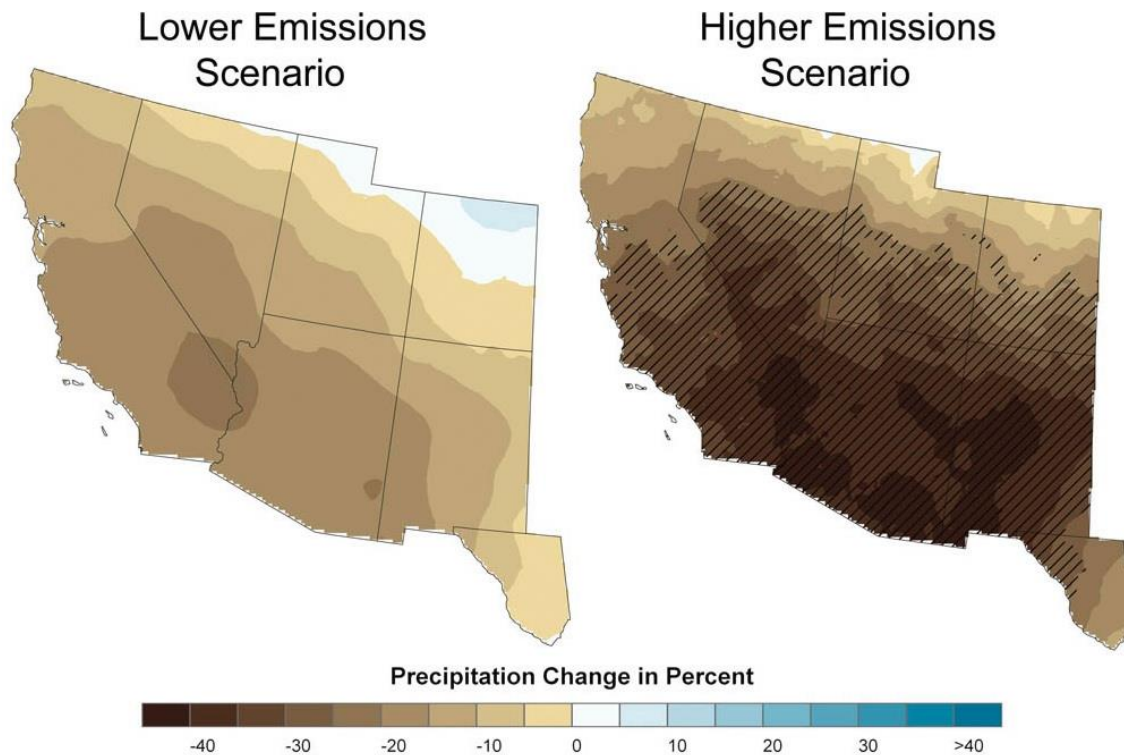 Lower Emissions
Scenario
Higher Emissions
Scenario
Precipitation Change in Percent
-40 -30 -20 -10 0 10 20 30 >40